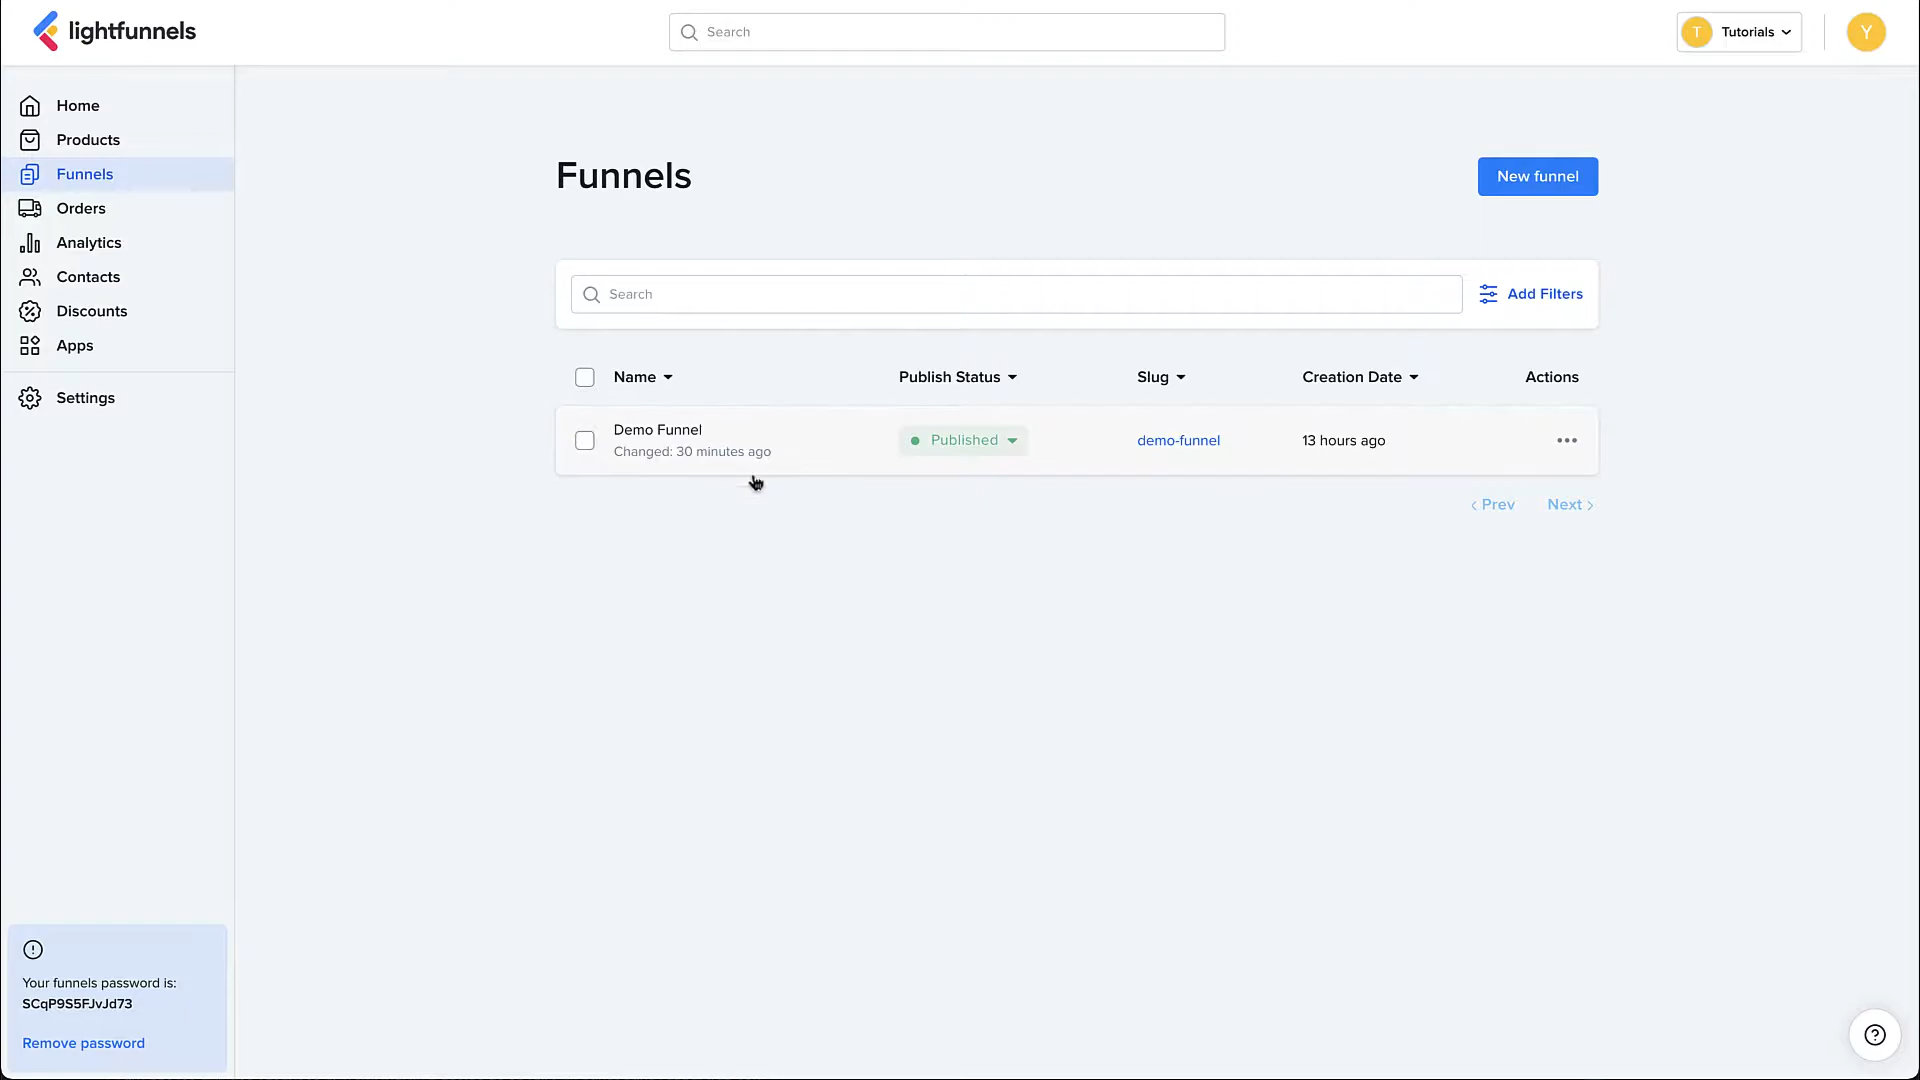 lightfunnels
Search
T
Tutorials
Y
Home
Products
Funnels
Orders
Analytics
Contacts
Discounts
Apps
Settings
Funnels
New funnel
Search
Add Filters
Name
Publish Status
Slug
Creation Date
Actions
Demo Funnel
Changed: 30 minutes ago
Published
demo-funnel
13 hours ago
Prev
Next
Your funnels password is:
SCqP9S5FJvJd73
Remove password